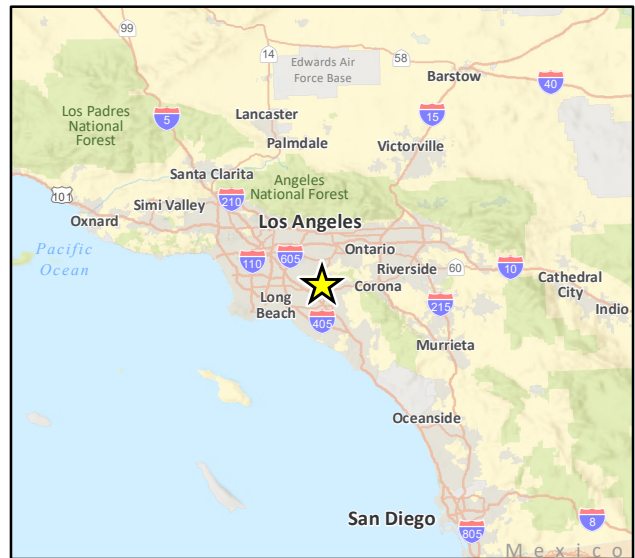 99
14
58
Edwards Air
Force Base
Barstow
40
Los Padres
National
Forest
5
Lancaster
15
Palmdale
Victorville
Santa Clarita
Angeles
National Forest
101
Simi Valley
210
Oxnard
Los Angeles
Pacific
Ocean
110
605
Ontario
Riverside
60
10
Corona
Cathedral
City
Long
Beach
215
Indio
405
Murrieta
Oceanside
San Diego
805
8
Mexico